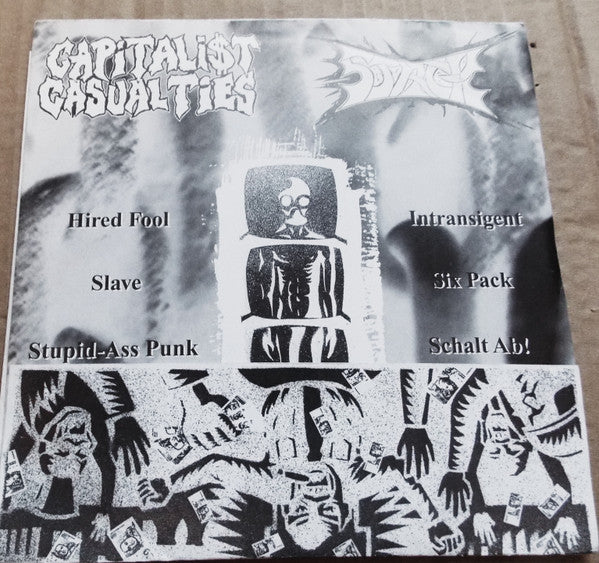 CAPiTALi$T
CASUALTiES
Hired Fool
Slave
Stupid-Ass Punk
Intransigent
Six Pack
Schalt Ab!